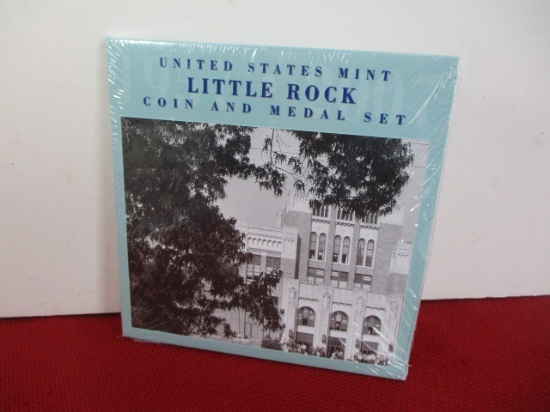 UNITED STATES MINT
LITTLE ROCK
COIN AND MEDAL SET